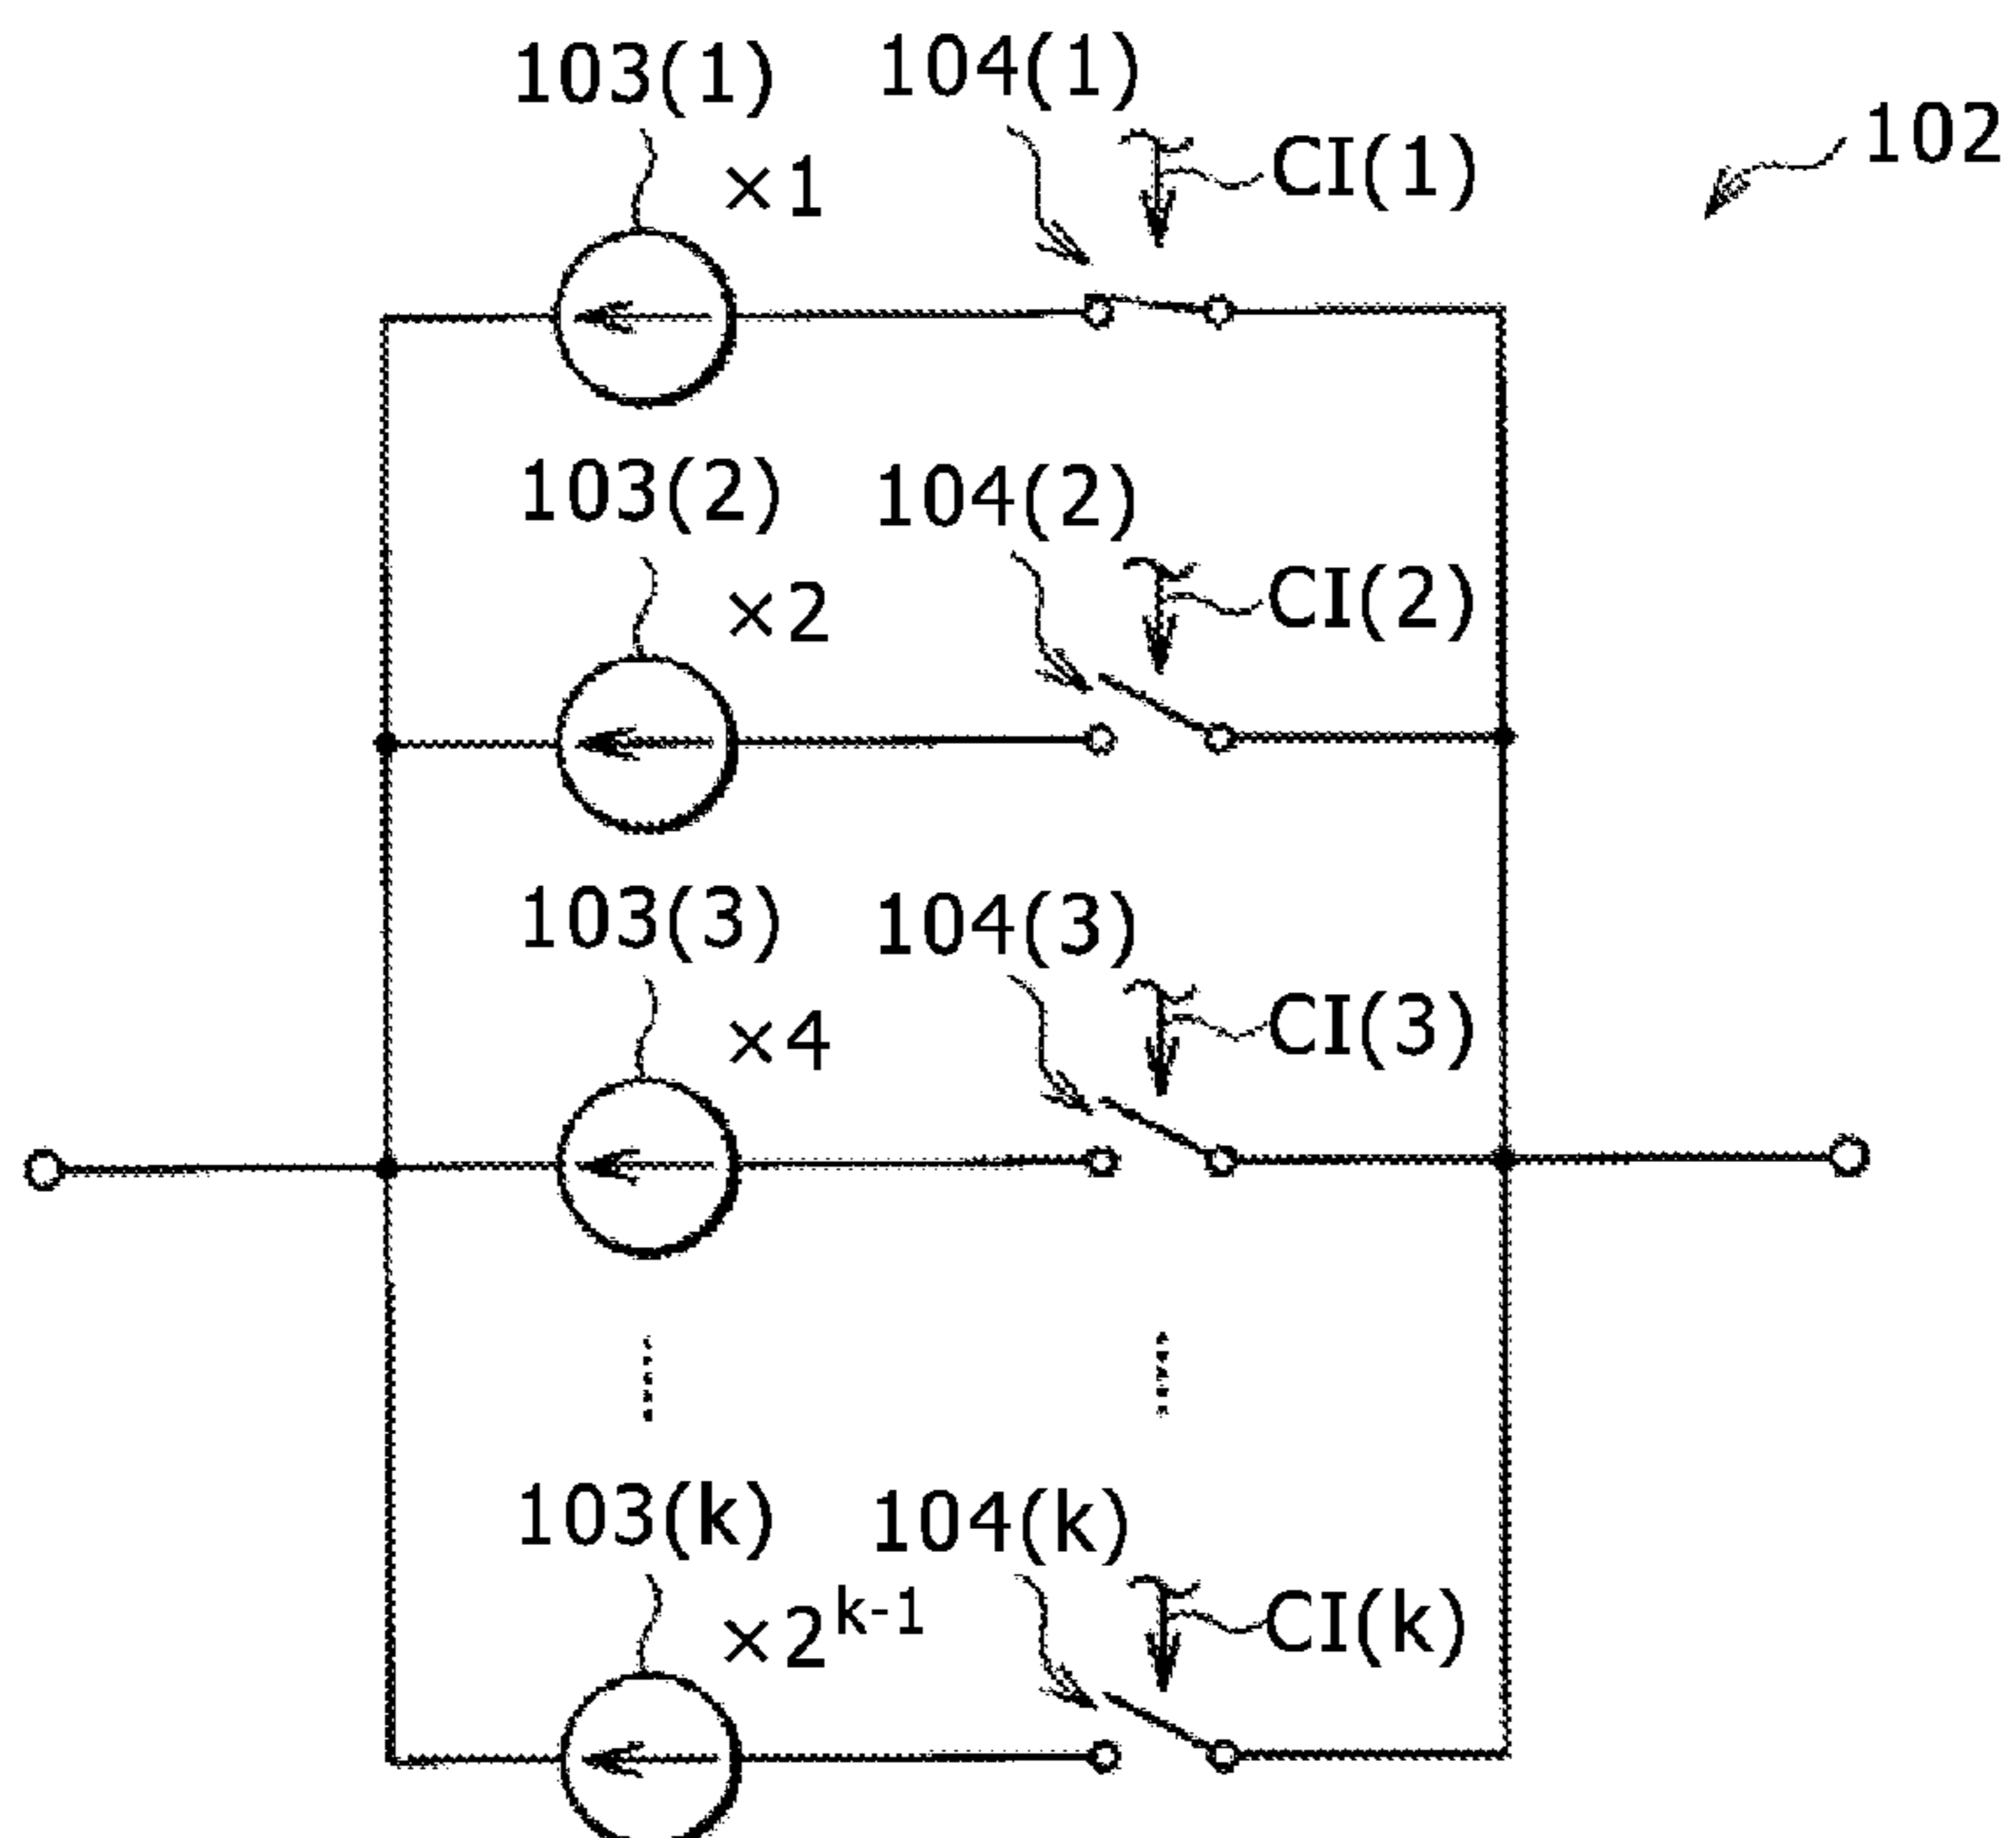 103(1) 104(1)
×1 CI(1) 102
103(2) 104(2)
×2 CI(2)
103(3) 104(3)
×4 CI(3)
103(k) 104(k)
×2^k-1 CI(k)